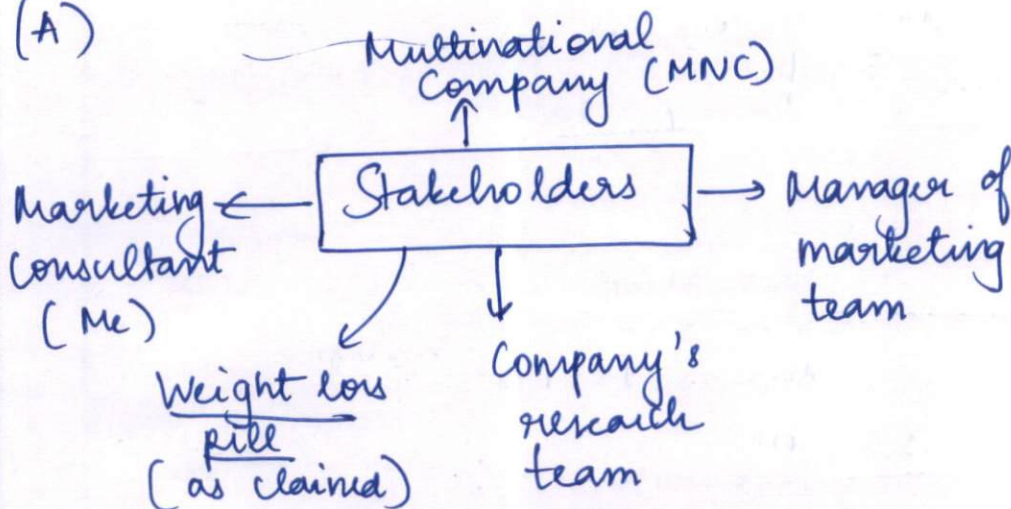 (A)
Multinational
Company (MNC)
Stakeholders
Marketing
Consultant
(Me)
Manager of
marketing
team
Weight loss
pill
(as claimed)
Company's
research
team